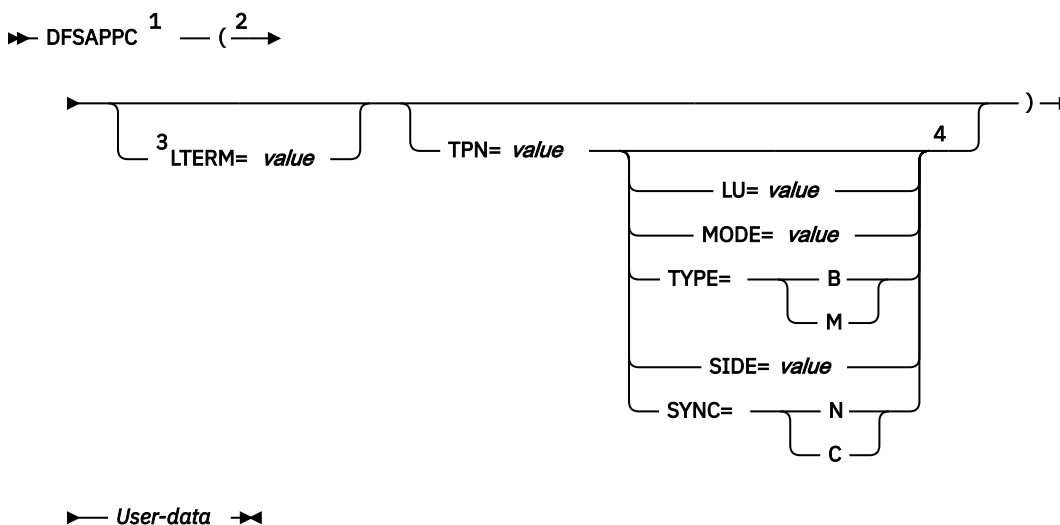 DFSAPPC 1 ( 2
)
3 LTERM= value
TPN= value 4
LU= value
MODE= value
TYPE= B
M
SIDE= value
SYNC= N
C
User-data